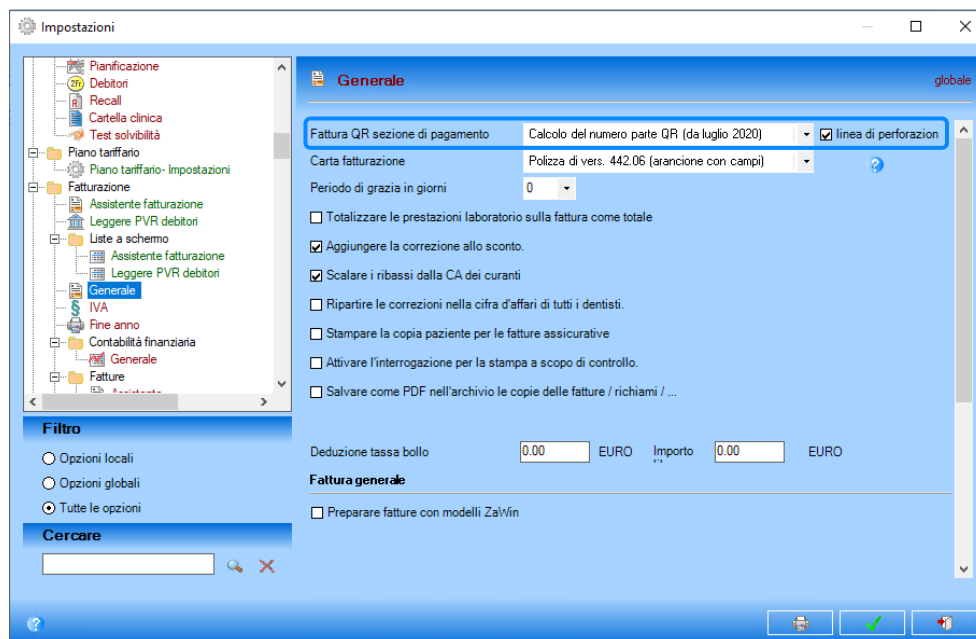 Impostazioni
Pianificazione
2fr Debitori
R Recall
Cartella clinica
Test solvibilità
Piano tariffario
Piano tariffario- Impostazioni
Fatturazione
Assistente fatturazione
Leggere PVR debitori
Liste a schermo
Assistente fatturazione
Leggere PVR debitori
Generale
§ IVA
Fine anno
Contabilità finanziaria
Generale
Fatture
Filtro
Opzioni locali
Opzioni globali
Tutte le opzioni
Cercare
Generale globale
Fattura QR sezione di pagamento Calcolo del numero parte QR (da luglio 2020) linea di perforazion
Carta fatturazione Polizza di vers. 442.06 (arancione con campi) ?
Periodo di grazia in giorni 0
Totalizzare le prestazioni laboratorio sulla fattura come totale
Aggiungere la correzione allo sconto.
Scalare i ribassi dalla CA dei curanti
Ripartire le correzioni nella cifra d'affari di tutti i dentisti.
Stampare la copia paziente per le fatture assicurative
Attivare l'interrogazione per la stampa a scopo di controllo.
Salvare come PDF nell'archivio le copie delle fatture / richiami / ...
Deduzione tassa bollo 0.00 EURO Importo 0.00 EURO
Fattura generale
Preparare fatture con modelli ZaWin
?